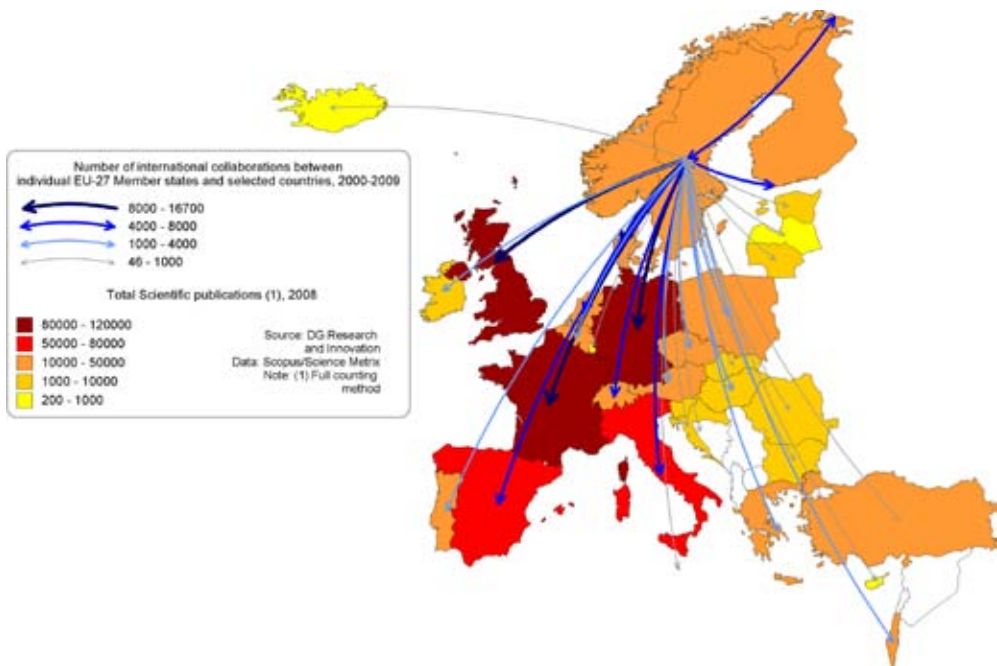 Number of international collaborations between
individual EU-27 Member states and selected countries, 2000-2009
8000 - 16700
4000 - 8000
1000 - 4000
46 - 1000
Total Scientific publications (1), 2008
80000 - 120000
50000 - 80000
10000 - 50000
1000 - 10000
200 - 1000
Source: DG Research
and Innovation
Data: Scopus/Science Metrix
Note: (1) Full counting
method